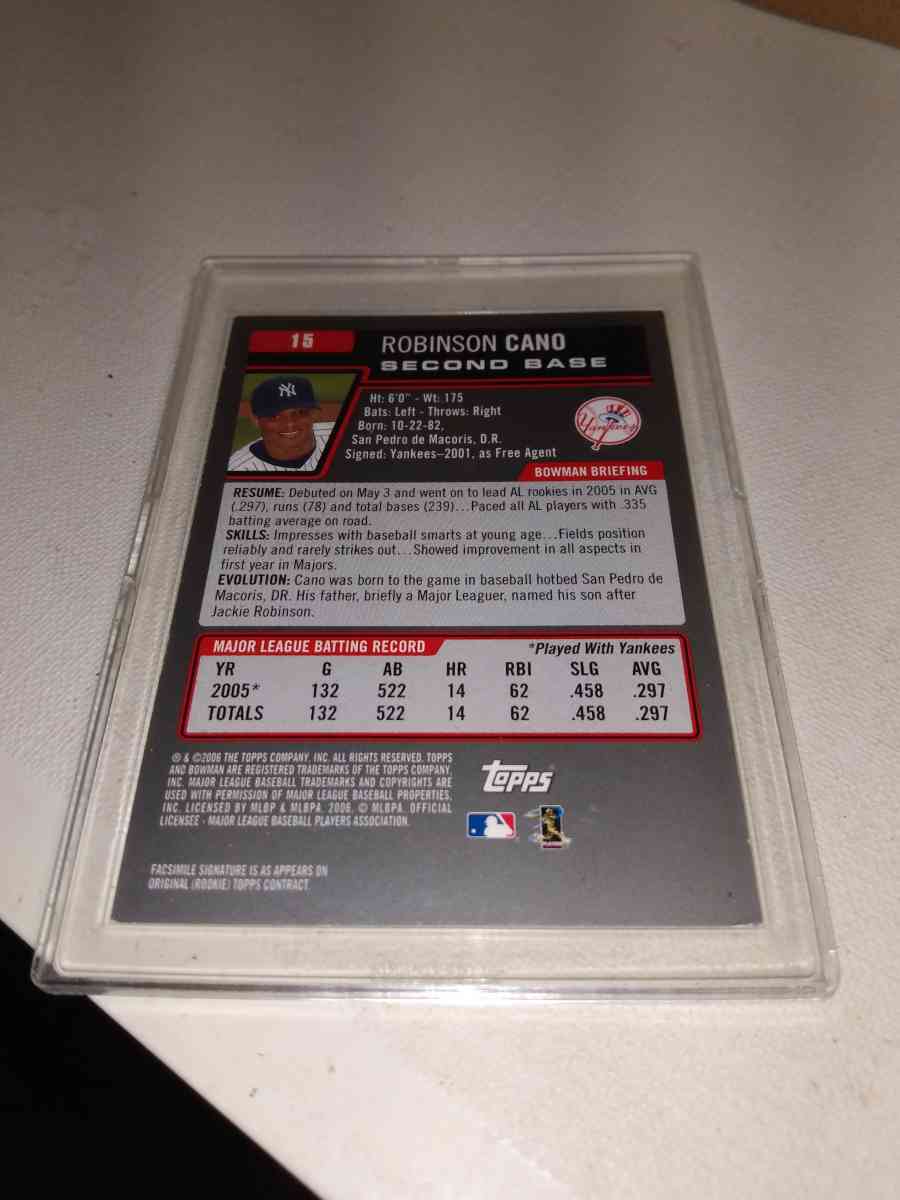 15
ROBINSON CANO
SECOND BASE
NY
Ht: 6'0" - Wt: 175
Bats: Left - Throws: Right
Born: 10-22-82,
San Pedro de Macoris, D.R.
Signed: Yankees–2001, as Free Agent
Yankees
BOWMAN BRIEFING
RESUME: Debuted on May 3 and went on to lead AL rookies in 2005 in AVG
(.297), runs (78) and total bases (239)...Paced all AL players with .335
batting average on road.
SKILLS: Impresses with baseball smarts at young age...Fields position
reliably and rarely strikes out...Showed improvement in all aspects in
first year in Majors.
EVOLUTION: Cano was born to the game in baseball hotbed San Pedro de
Macoris, DR. His father, briefly a Major Leaguer, named his son after
Jackie Robinson.
MAJOR LEAGUE BATTING RECORD *Played With Yankees
YR G AB HR RBI SLG AVG
2005* 132 522 14 62 .458 .297
TOTALS 132 522 14 62 .458 .297
® & ©2006 THE TOPPS COMPANY, INC. ALL RIGHTS RESERVED. TOPPS
AND BOWMAN ARE REGISTERED TRADEMARKS OF THE TOPPS COMPANY,
INC. MAJOR LEAGUE BASEBALL TRADEMARKS AND COPYRIGHTS ARE
USED WITH PERMISSION OF MAJOR LEAGUE BASEBALL PROPERTIES,
INC. LICENSED BY MLBP & MLBPA. 2006. © MLBPA. OFFICIAL
LICENSEE - MAJOR LEAGUE BASEBALL PLAYERS ASSOCIATION.
Topps
FACSIMILE SIGNATURE IS AS APPEARS ON
ORIGINAL (ROOKIE) TOPPS CONTRACT.